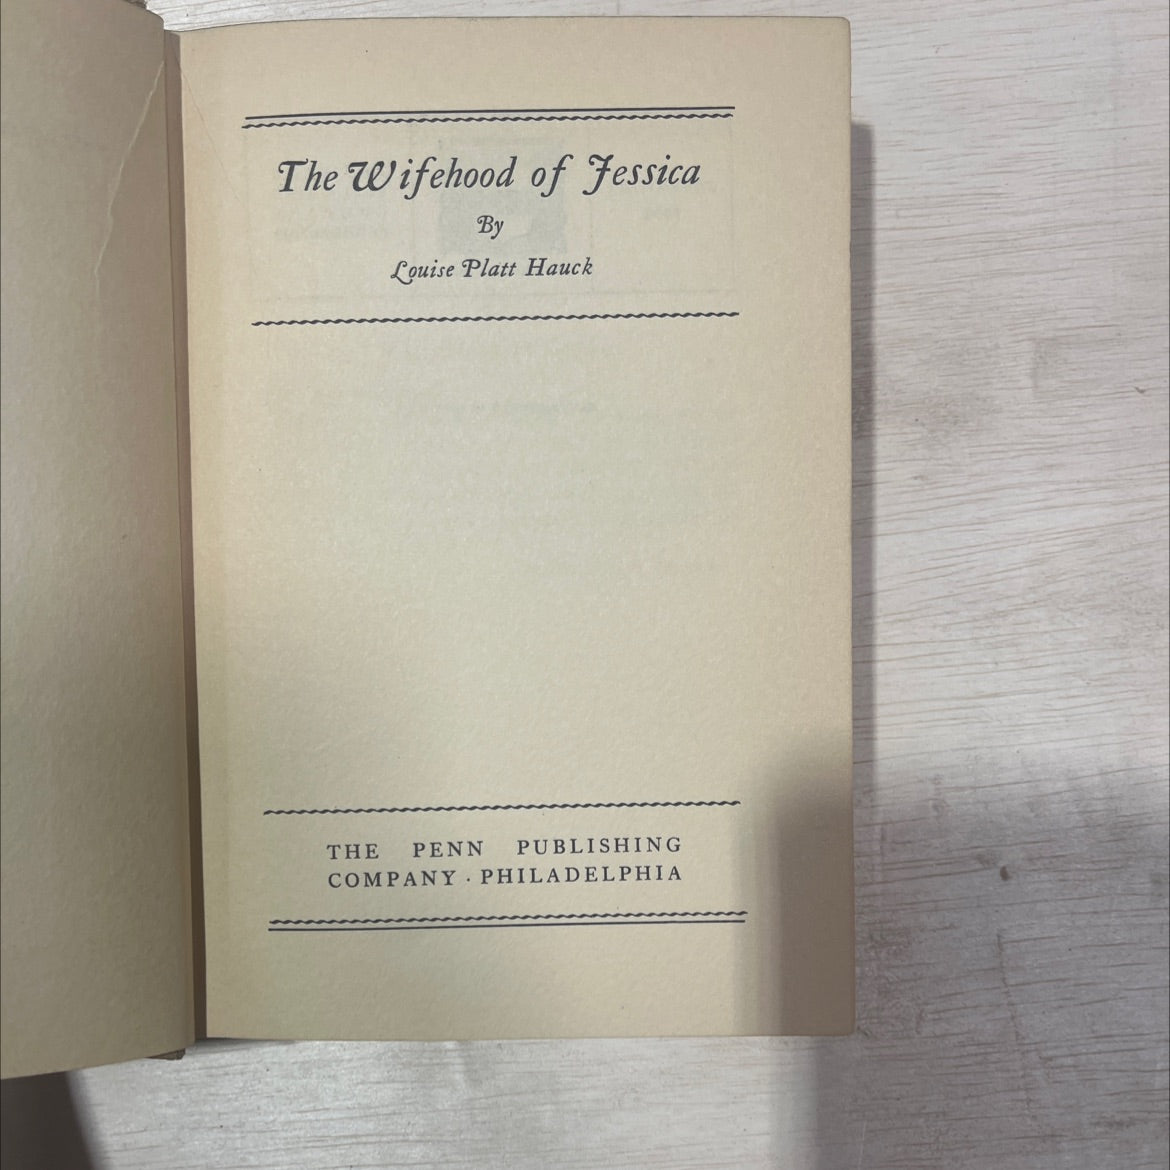 The Wifehood of Jessica
By
Louise Platt Hauck
THE PENN PUBLISHING
COMPANY · PHILADELPHIA